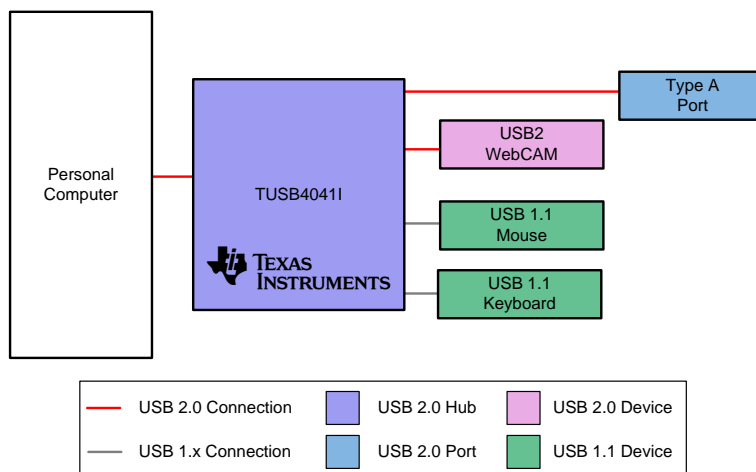 Personal
Computer
TUSB4041I
TEXAS
INSTRUMENTS
Type A
Port
USB2
WebCAM
USB 1.1
Mouse
USB 1.1
Keyboard
USB 2.0 Connection
USB 2.0 Hub
USB 2.0 Device
USB 1.x Connection
USB 2.0 Port
USB 1.1 Device